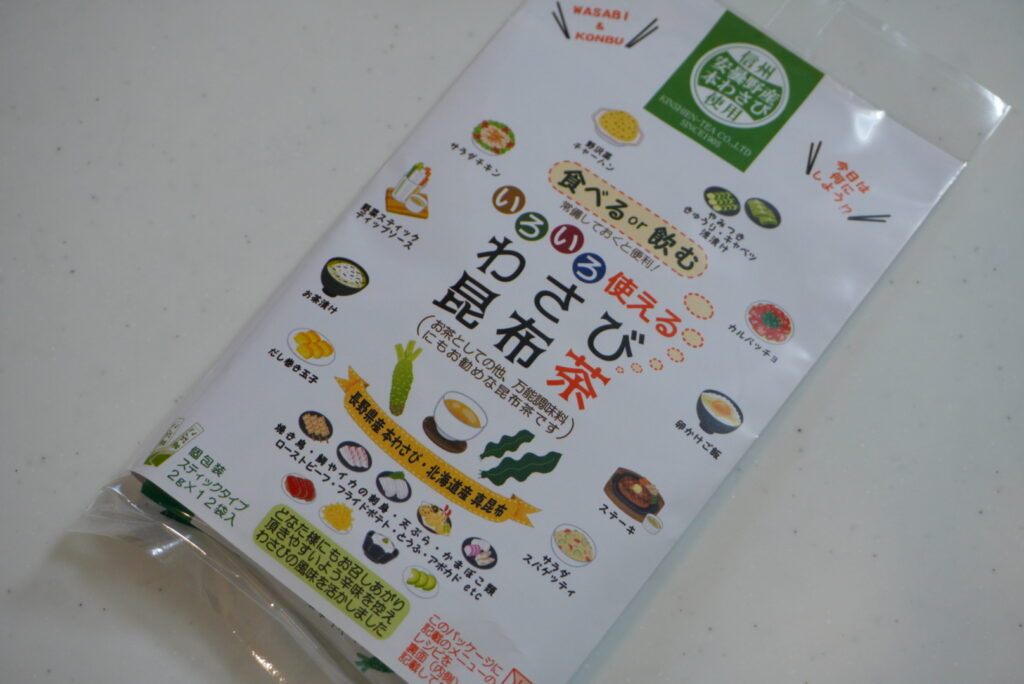 WASABI
&
KONBU
信州
安曇野産
本わさび
使用
KINSHEN-TEA CO.,LTD
SINCE1905
今日は
何に
しよう!?
野沢菜
チャーハン
サラダチキン
やみつき
きゅうり・キャベツ
浅漬け
野菜スティック
ディップソース
食べるor飲む
常備しておくと便利!
いろいろ使える
わさび
昆布茶
(お茶としての他、万能調味料
にもお勧めな昆布茶です)
お茶漬け
カルパッチョ
だし巻き玉子
卵かけご飯
長野県産 本わさび・北海道産 真昆布
ステーキ
焼き鳥・鯛やイカの刺身・天ぷら・かまぼこ類
ローストビーフ・フライドポテト・とうふ・アボカド etc
サラダ
スパゲッティ
個包装
スティックタイプ
2g×12袋入
どなた様にもお召しあがり
頂きやすいよう辛味を控え
わさびの風味を活かしました
このパッケージに
記載のメニューの
レシピを
裏面(内側)
記載して